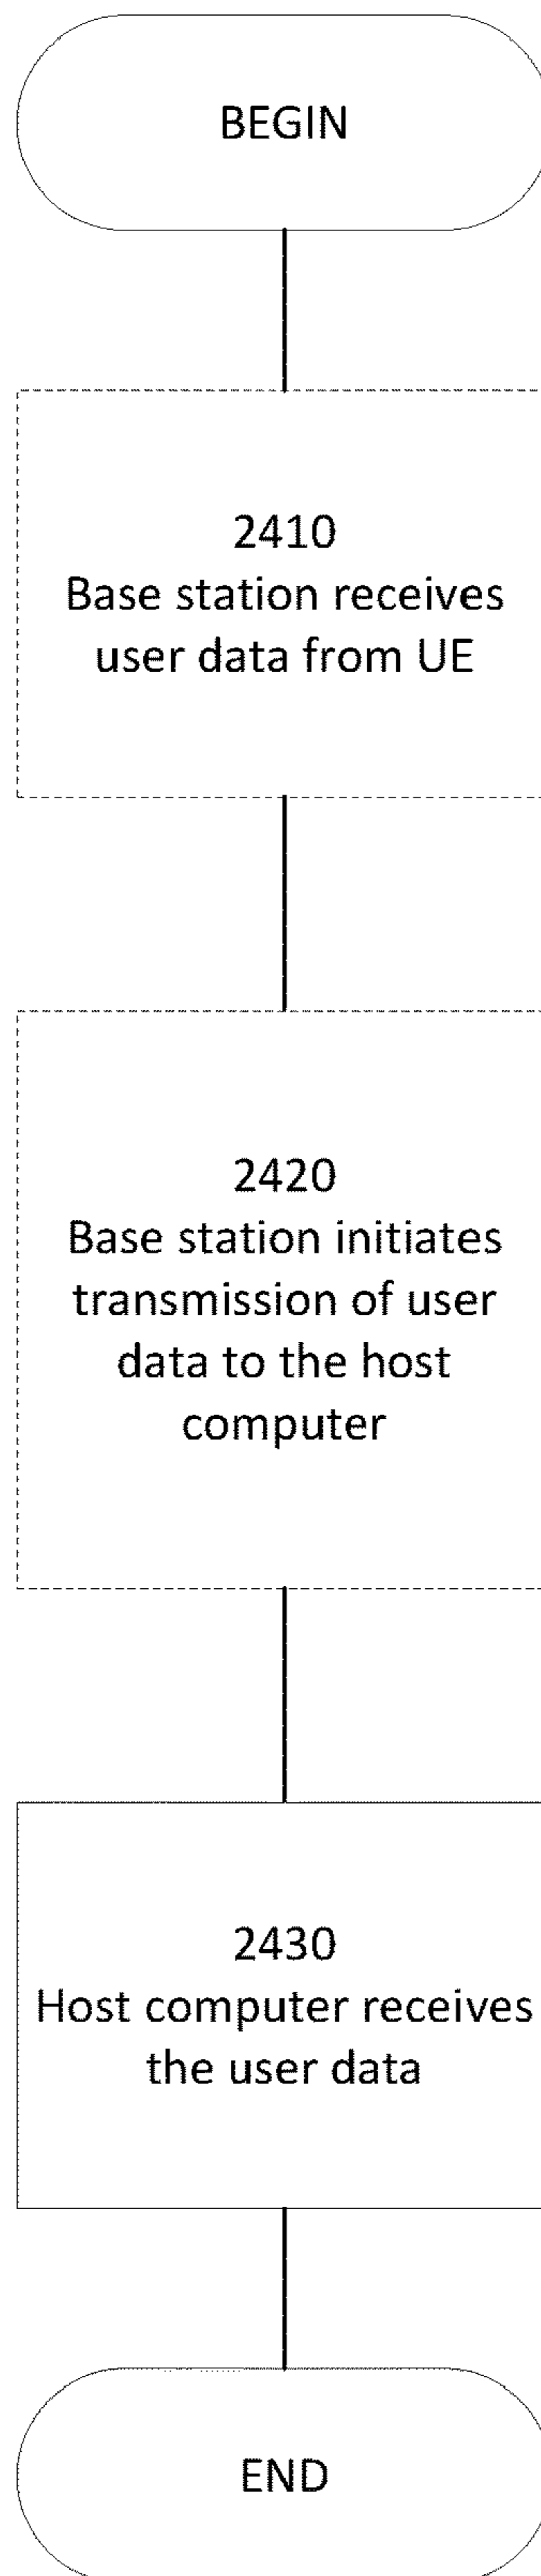 BEGIN
2410
Base station receives
user data from UE
2420
Base station initiates
transmission of user
data to the host
computer
2430
Host computer receives
the user data
END